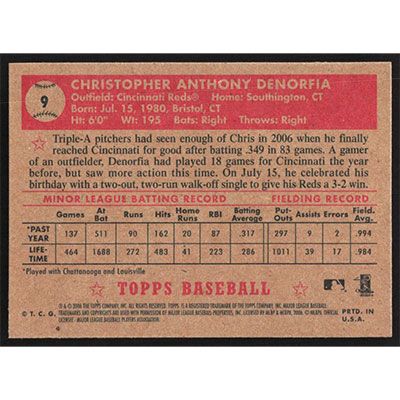 9
CHRISTOPHER ANTHONY DENORFIA
Outfield: Cincinnati Reds® Home: Southington, CT
Born: Jul. 15, 1980, Bristol, CT
Ht: 6'0" Wt: 195 Bats: Right Throws: Right
Triple-A pitchers had seen enough of Chris in 2006 when he finally
reached Cincinnati for good after batting .349 in 83 games. A gamer
of an outfielder, Denorfia had played 18 games for Cincinnati the year
before, but saw more action this time. On July 15, he celebrated his
birthday with a two-out, two-run walk-off single to give his Reds a 3-2 win.
MINOR LEAGUE BATTING RECORD FIELDING RECORD
Games At Bat Runs Hits Home Runs RBI Batting Average Put-Outs Assists Errors Field. Avg.
*PAST YEAR 137 511 90 162 20 87 .317 292 9 2 .994
LIFE-TIME 464 1688 272 483 41 223 .286 1011 39 17 .984
*Played with Chattanooga and Louisville
TOPPS BASEBALL
© T. C. G.
PRTD. IN U.S.A.